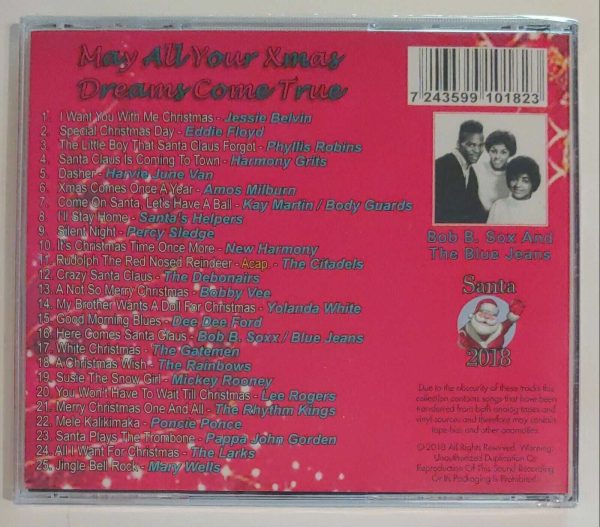 May All Your Xmas
Dreams Come True
1. I Want You With Me Christmas - Jessie Belvin
2. Special Christmas Day - Eddie Floyd
3. The Little Boy That Santa Claus Forgot - Phyllis Robins
4. Santa Claus Is Coming To Town - Harmony Grits
5. Dasher - Harvie June Van
6. Xmas Comes Once A Year - Amos Milburn
7. Come On Santa, Let's Have A Ball - Kay Martin / Body Guards
8. I'll Stay Home - Santa's Helpers
9. Silent Night - Percy Sledge
10. It's Christmas Time Once More - New Harmony
11. Rudolph The Red Nosed Reindeer - Acap. - The Citadels
12. Crazy Santa Claus - The Debonairs
13. A Not So Merry Christmas - Bobby Vee
14. My Brother Wants A Doll For Christmas - Yolanda White
15. Good Morning Blues - Dee Dee Ford
16. Here Comes Santa Claus - Bob B. Soxx / Blue Jeans
17. White Christmas - The Gatemen
18. A Christmas Wish - The Rainbows
19. Susie The Snow Girl - Mickey Rooney
20. You Won't Have To Wait Till Christmas - Lee Rogers
21. Merry Christmas One And All - The Rhythm Kings
22. Mele Kalikimaka - Poncie Ponce
23. Santa Plays The Trombone - Pappa John Gorden
24. All I Want For Christmas - The Larks
25. Jingle Bell Rock - Mary Wells
7 243599 101823
Bob B. Sox And
The Blue Jeans
Santa
2018
Due to the obscurity of these tracks this
collection contains songs that have been
transferred from both analog tapes and
vinyl sources and therefore may contain
tape hiss and other anomalies.
© 2018 All Rights Reserved. Warning:
Unauthorized Duplication Or
Reproduction Of This Sound Recording
Or Its Packaging Is Prohibited.